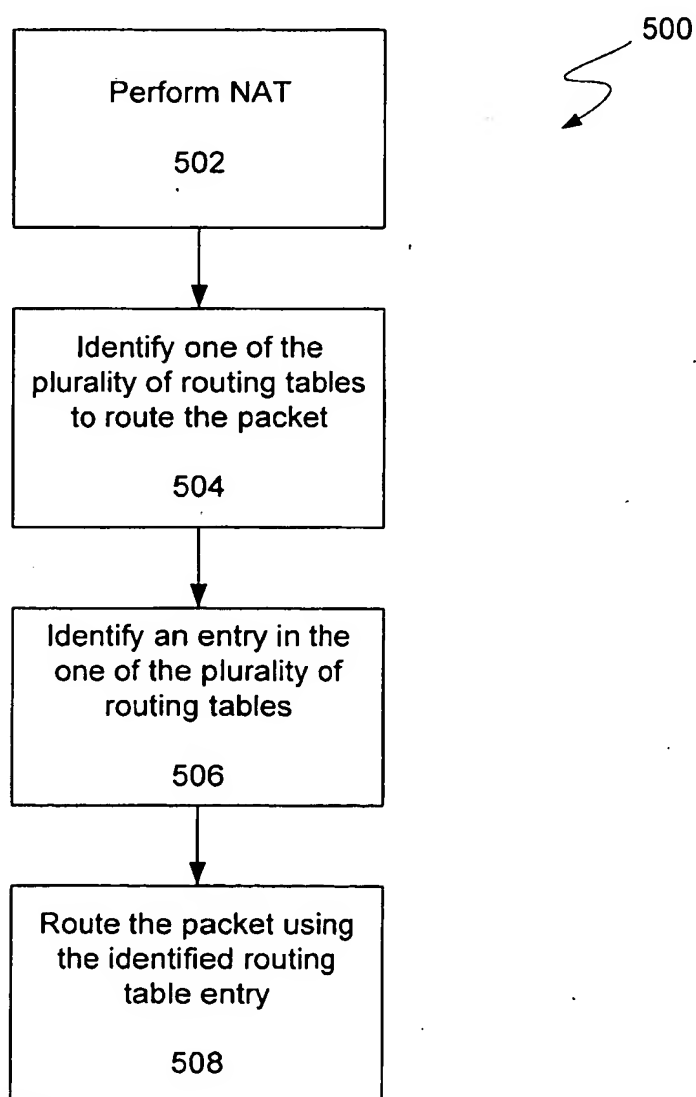 500
Perform NAT
502
Identify one of the
plurality of routing tables
to route the packet
504
Identify an entry in the
one of the plurality of
routing tables
506
Route the packet using
the identified routing
table entry
508